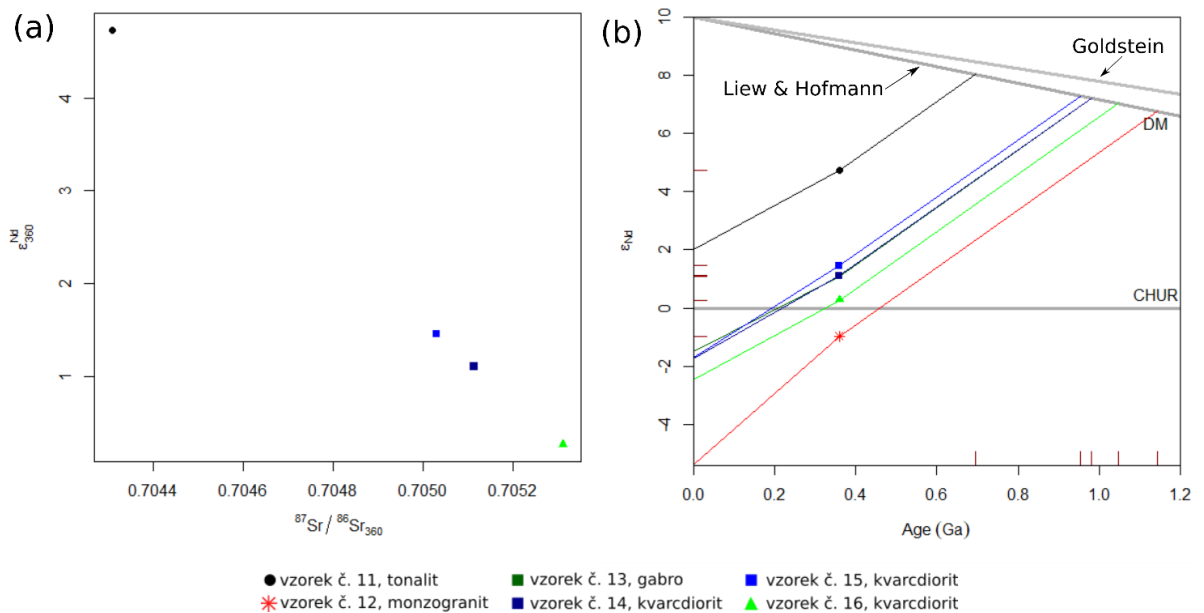 (a)
4
3
2
1
ε Nd 360
0.7044 0.7046 0.7048 0.7050 0.7052
87Sr / 86Sr360
(b)
10
8
6
4
2
0
-2
-4
εNd
Goldstein
Liew & Hofmann
DM
CHUR
0.0 0.2 0.4 0.6 0.8 1.0 1.2
Age (Ga)
vzorek č. 11, tonalit vzorek č. 13, gabro vzorek č. 15, kvarcdiorit
vzorek č. 12, monzogranit vzorek č. 14, kvarcdiorit vzorek č. 16, kvarcdiorit